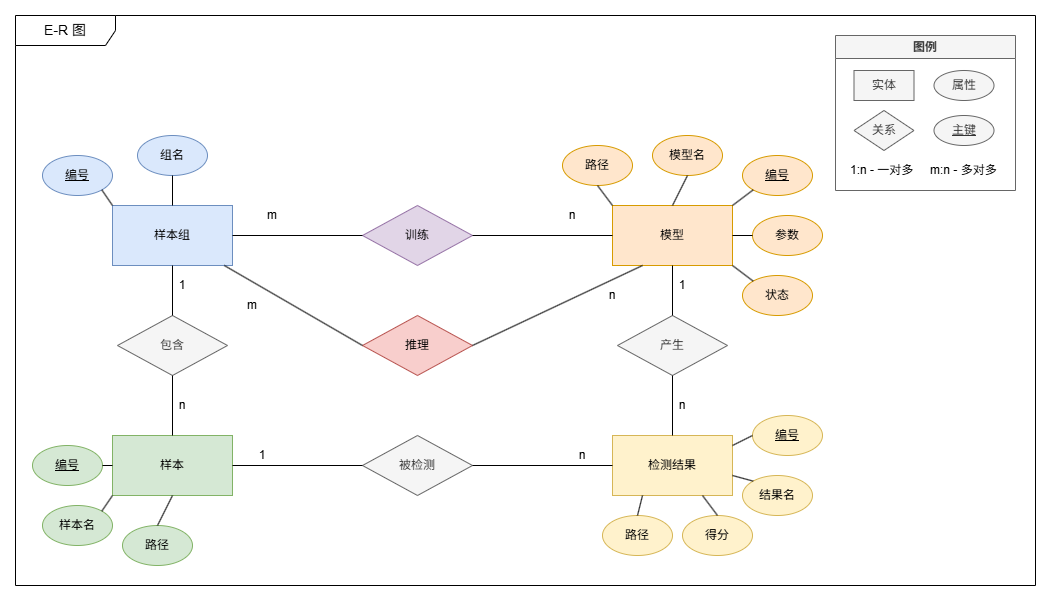 E-R 图
图例
实体
属性
关系
主键
1:n - 一对多
m:n - 多对多
组名
编号
路径
模型名
编号
样本组
m
训练
n
模型
参数
状态
1
m
n
1
包含
推理
产生
n
n
编号
样本
1
被检测
n
检测结果
编号
样本名
路径
结果名
路径
得分